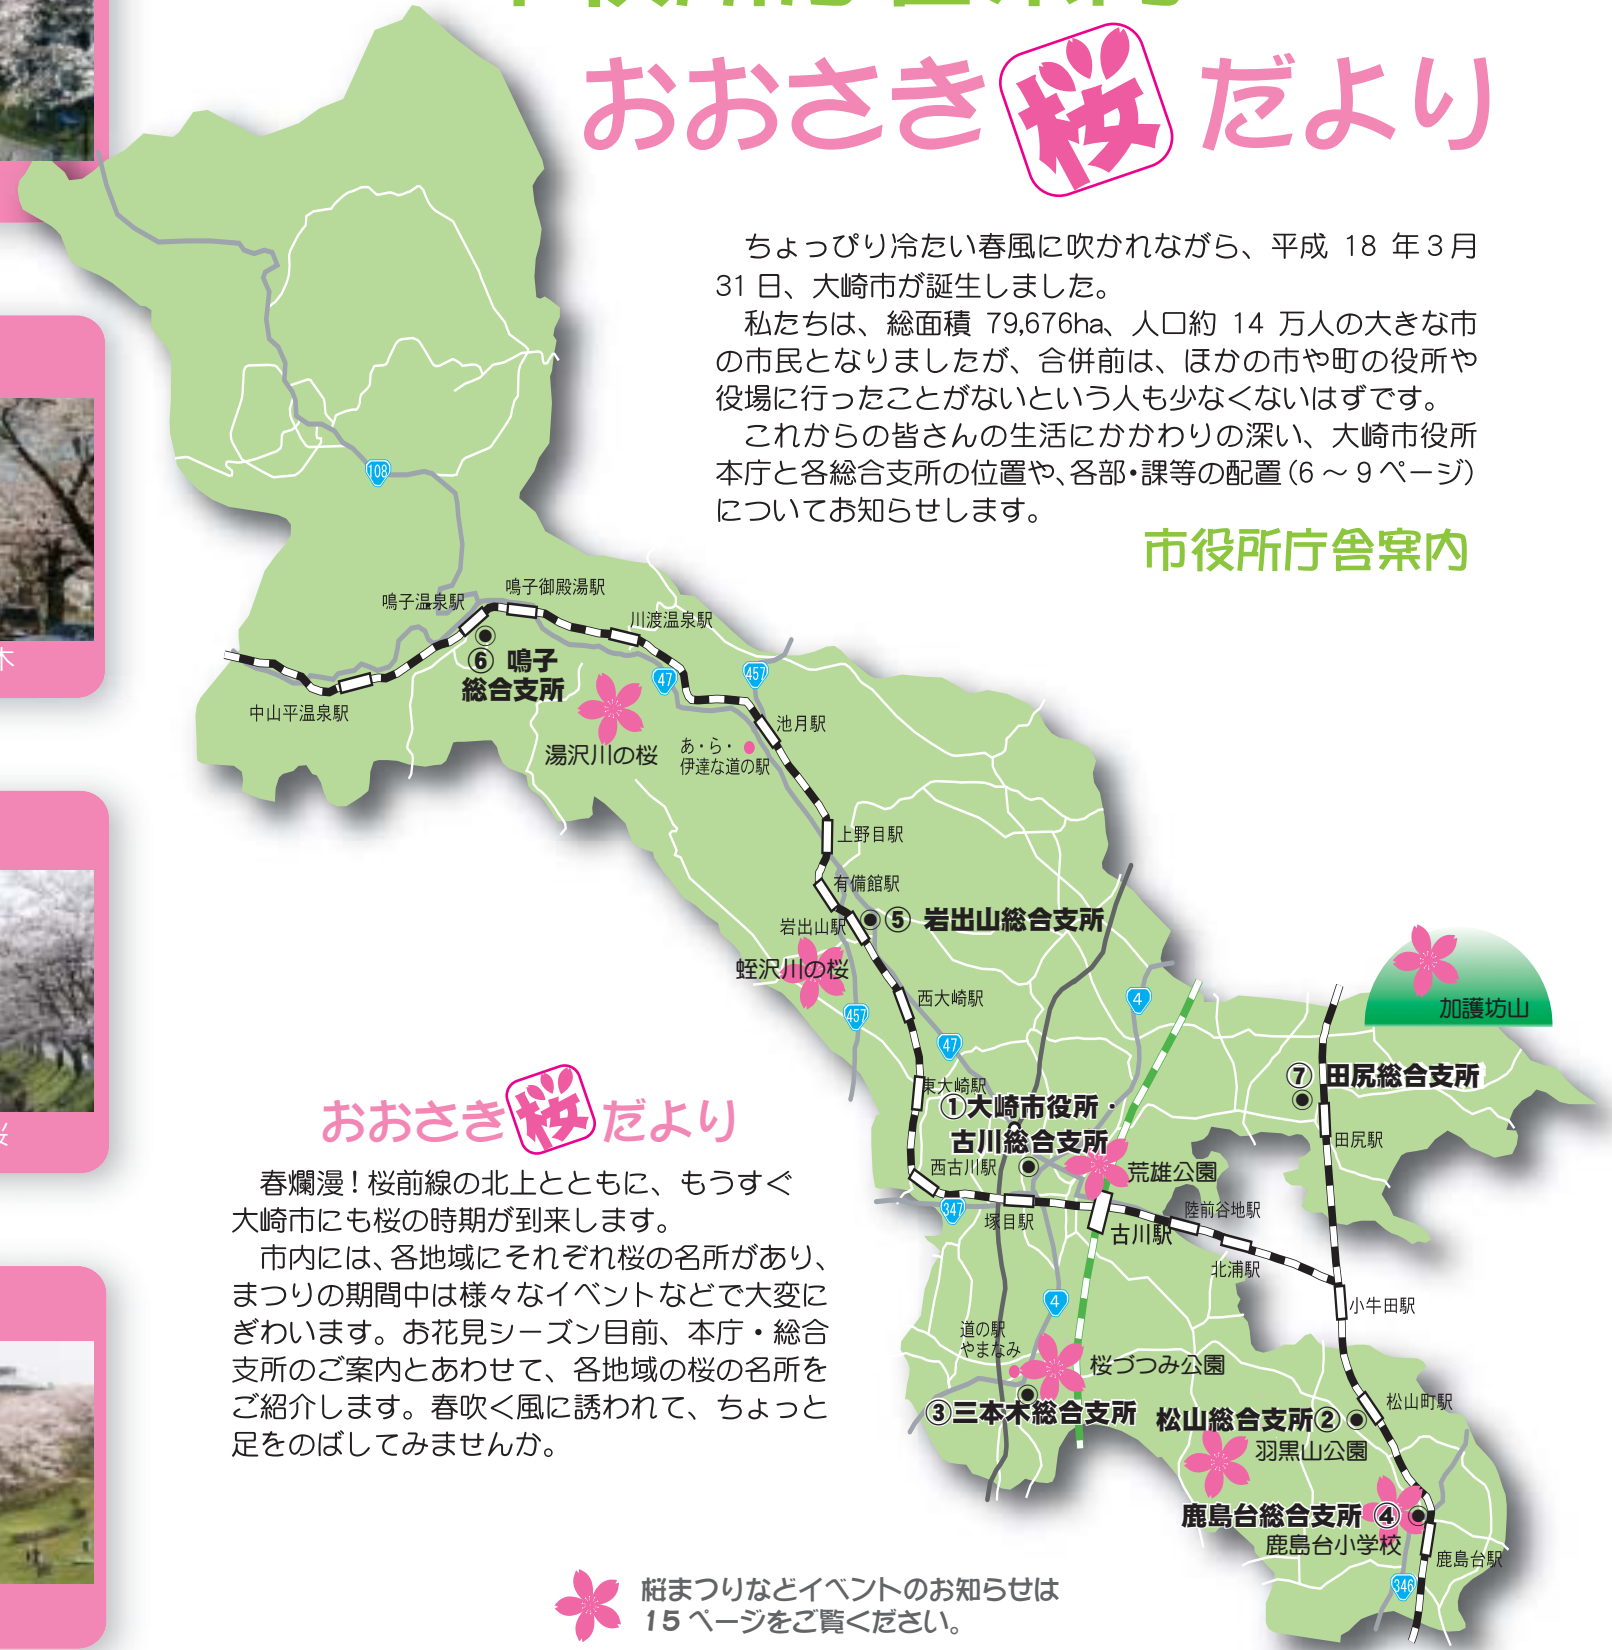 おおさき桜だより
ちょっぴり冷たい春風に吹かれながら、平成 18 年3月
31日、大崎市が誕生しました。
私たちは、総面積 79,676ha、人口約 14 万人の大きな市
の市民となりましたが、合併前は、ほかの市や町の役所や
役場に行ったことがないという人も少なくないはずです。
これからの皆さんの生活にかかわりの深い、大崎市役所
本庁と各総合支所の位置や、各部・課等の配置(6～9ページ)
についてお知らせします。
市役所庁舎案内
108
鳴子温泉駅
鳴子御殿湯駅
川渡温泉駅
⑥ 鳴子
総合支所
47
457
中山平温泉駅
湯沢川の桜
あ・ら・
伊達な道の駅
池月駅
上野目駅
有備館駅
岩出山駅
⑤ 岩出山総合支所
蛭沢川の桜
西大崎駅
457
47
4
加護坊山
東大崎駅
⑦ 田尻総合支所
①大崎市役所・
古川総合支所
田尻駅
西古川駅
荒雄公園
347
塚目駅
陸前谷地駅
古川駅
北浦駅
4
小牛田駅
道の駅
やまなみ
桜づつみ公園
③三本木総合支所
松山総合支所②
松山町駅
羽黒山公園
鹿島台総合支所 ④
鹿島台小学校
鹿島台駅
346
おおさき桜だより
春爛漫！桜前線の北上とともに、もうすぐ
大崎市にも桜の時期が到来します。
市内には、各地域にそれぞれ桜の名所があり、
まつりの期間中は様々なイベントなどで大変に
ぎわいます。お花見シーズン目前、本庁・総合
支所のご案内とあわせて、各地域の桜の名所を
ご紹介します。春吹く風に誘われて、ちょっと
足をのばしてみませんか。
桜まつりなどイベントのお知らせは
15 ページをご覧ください。
木
桜